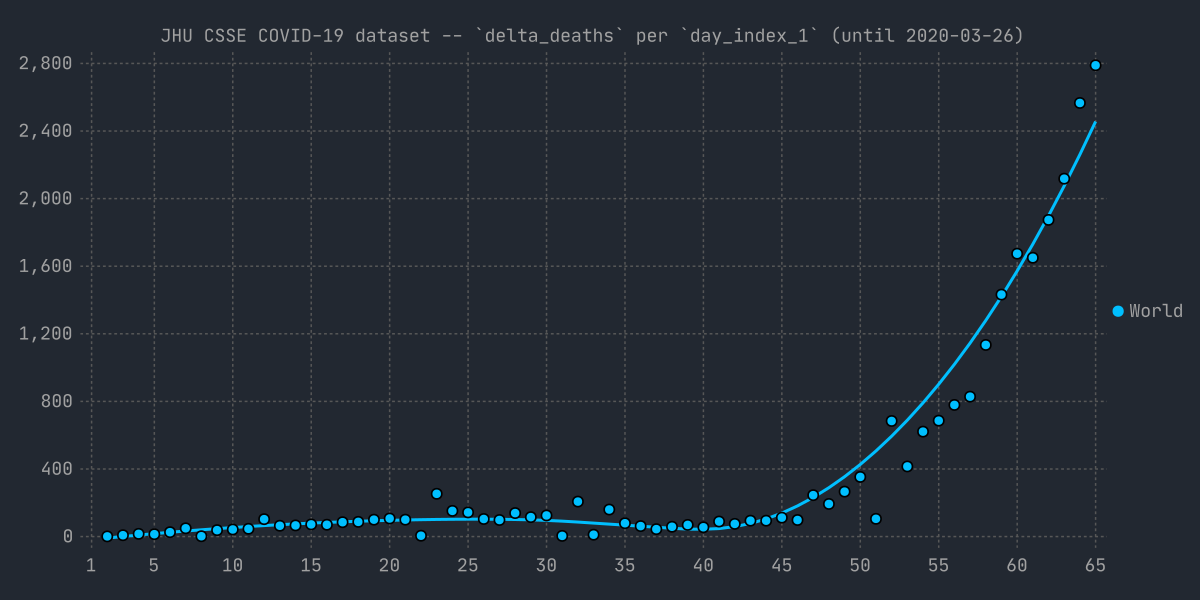 JHU CSSE COVID-19 dataset -- `delta_deaths` per `day_index_1` (until 2020-03-26)
2,800
2,400
2,000
1,600
1,200
800
400
0
World
1 5 10 15 20 25 30 35 40 45 50 55 60 65